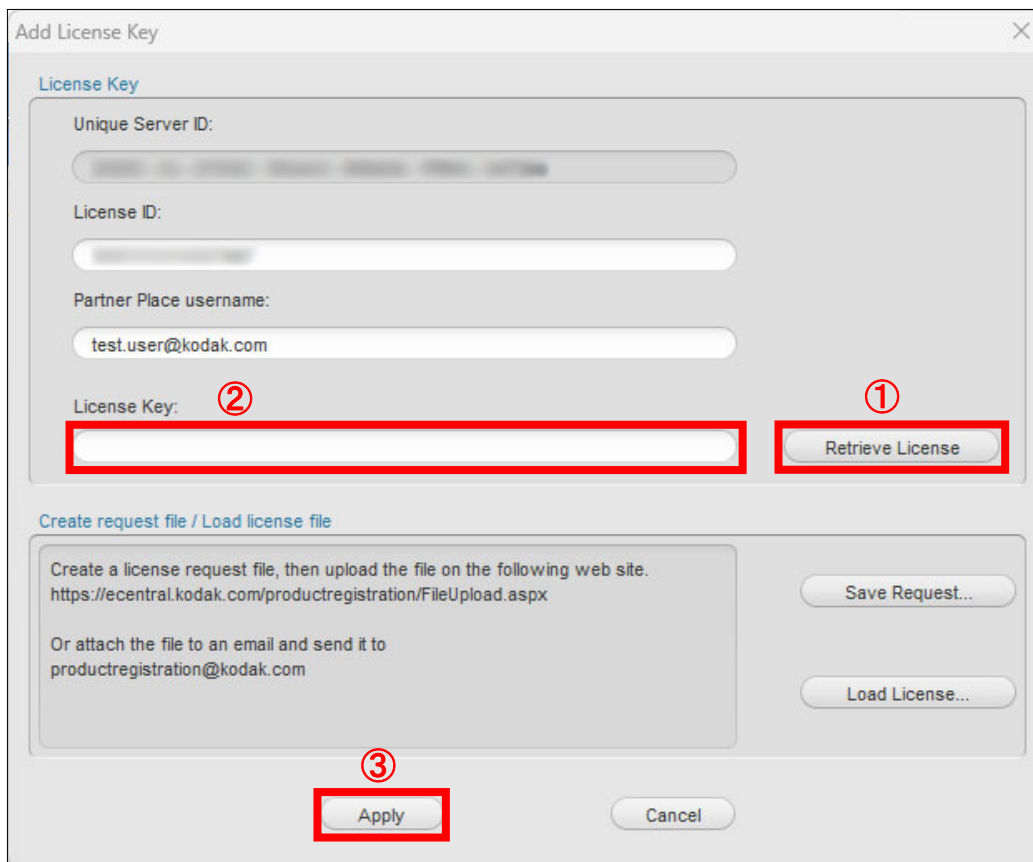 Add License Key
License Key
Unique Server ID:
License ID:
Partner Place username:
test.user@kodak.com
License Key:
②
①
Retrieve License
Create request file / Load license file
Create a license request file, then upload the file on the following web site.
https://ecentral.kodak.com/productregistration/FileUpload.aspx
Save Request...
Or attach the file to an email and send it to
productregistration@kodak.com
Load License...
③
Apply
Cancel